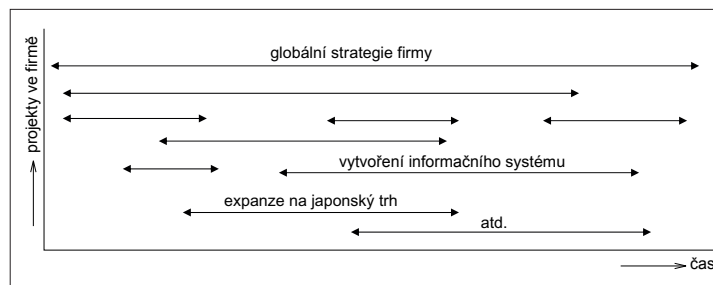 globální strategie firmy
projekty ve firmě
vytvoření informačního systému
expanze na japonský trh
atd.
čas